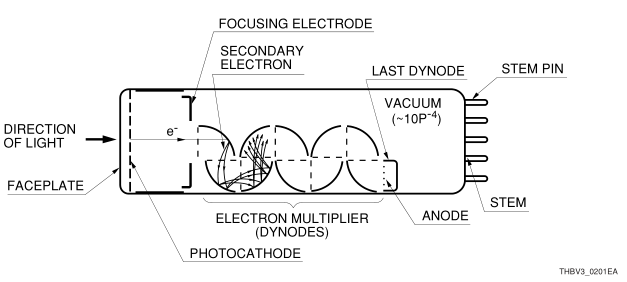 FOCUSING ELECTRODE
SECONDARY
ELECTRON
LAST DYNODE
STEM PIN
VACUUM
(~10P⁻⁴)
DIRECTION
OF LIGHT
e⁻
FACEPLATE
STEM
ELECTRON MULTIPLIER
(DYNODES)
ANODE
PHOTOCATHODE
THBV3_0201EA